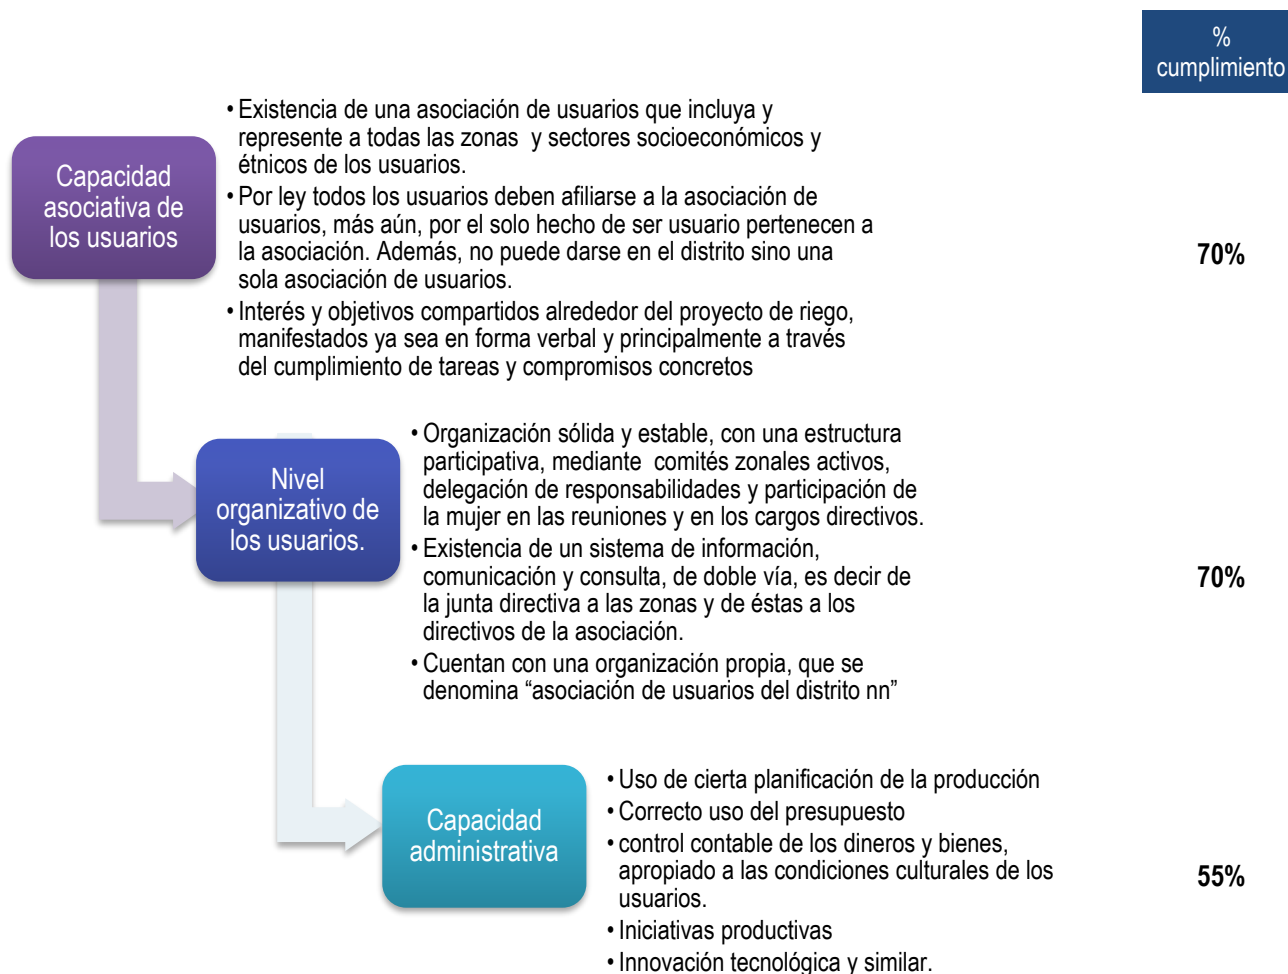 %
cumplimiento
Capacidad
asociativa de
los usuarios
• Existencia de una asociación de usuarios que incluya y
represente a todas las zonas y sectores socioeconómicos y
étnicos de los usuarios.
• Por ley todos los usuarios deben afiliarse a la asociación de
usuarios, más aún, por el solo hecho de ser usuario pertenecen a
la asociación. Además, no puede darse en el distrito sino una
sola asociación de usuarios.
• Interés y objetivos compartidos alrededor del proyecto de riego,
manifestados ya sea en forma verbal y principalmente a través
del cumplimiento de tareas y compromisos concretos
70%
Nivel
organizativo de
los usuarios.
• Organización sólida y estable, con una estructura
participativa, mediante comités zonales activos,
delegación de responsabilidades y participación de
la mujer en las reuniones y en los cargos directivos.
• Existencia de un sistema de información,
comunicación y consulta, de doble vía, es decir de
la junta directiva a las zonas y de éstas a los
directivos de la asociación.
• Cuentan con una organización propia, que se
denomina “asociación de usuarios del distrito nn”
70%
Capacidad
administrativa
• Uso de cierta planificación de la producción
• Correcto uso del presupuesto
• control contable de los dineros y bienes,
apropiado a las condiciones culturales de los
usuarios.
• Iniciativas productivas
• Innovación tecnológica y similar.
55%